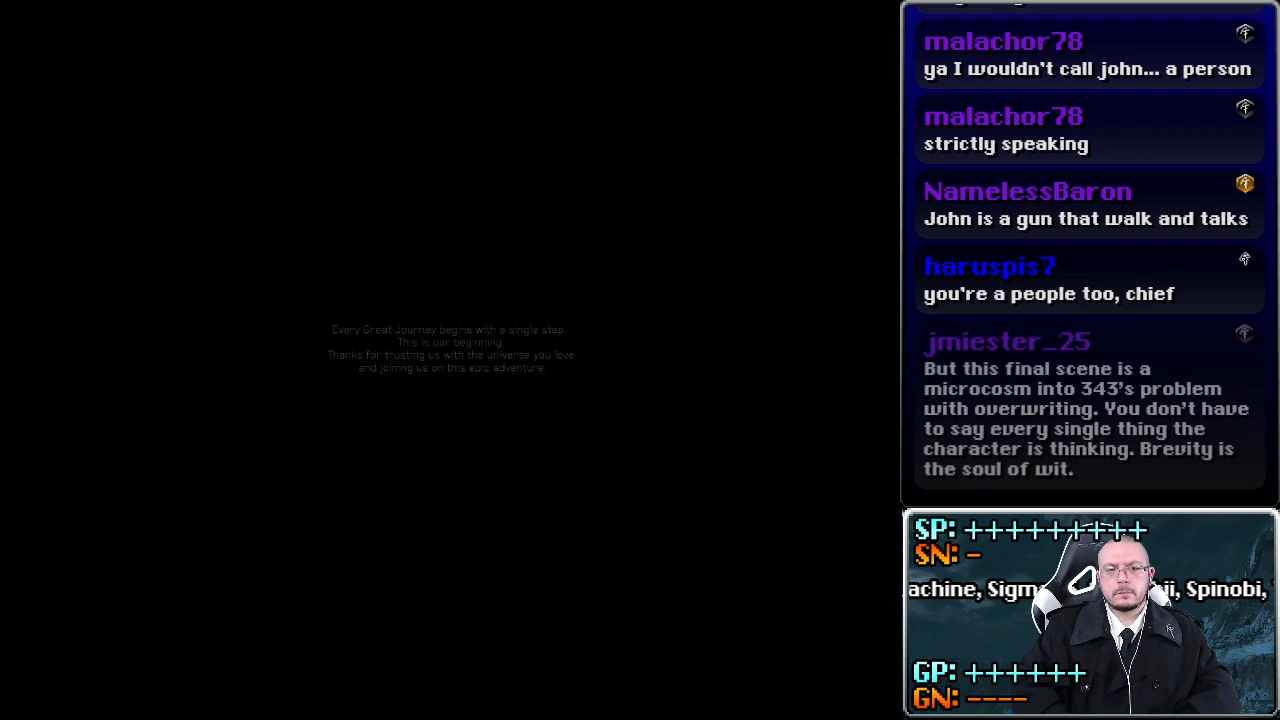 malachor78
ya I wouldn't call john... a person
malachor78
strictly speaking
NamelessBaron
John is a gun that walk and talks
haruspis7
you're a people too, chief
jmiester_25
But this final scene is a
microcosm into 343's problem
with overwriting. You don't have
to say every single thing the
character is thinking. Brevity is
the soul of wit.
Every Great Journey begins with a single step.
This is our beginning.
Thanks for trusting us with the universe you love
and joining us on this epic adventure.
SP: +++++++++
SN: -
achine, Sigm
ii, Spinobi,
GP: ++++++
GN: ----